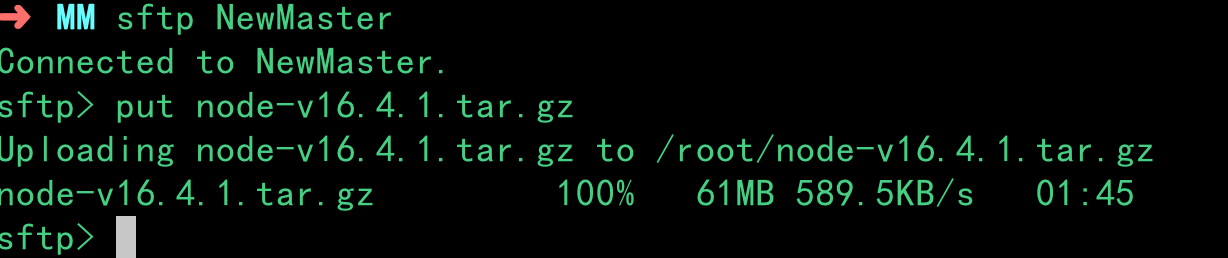 ➜ MM sftp NewMaster
Connected to NewMaster.
sftp> put node-v16.4.1.tar.gz
Uploading node-v16.4.1.tar.gz to /root/node-v16.4.1.tar.gz
node-v16.4.1.tar.gz 100% 61MB 589.5KB/s 01:45
sftp>